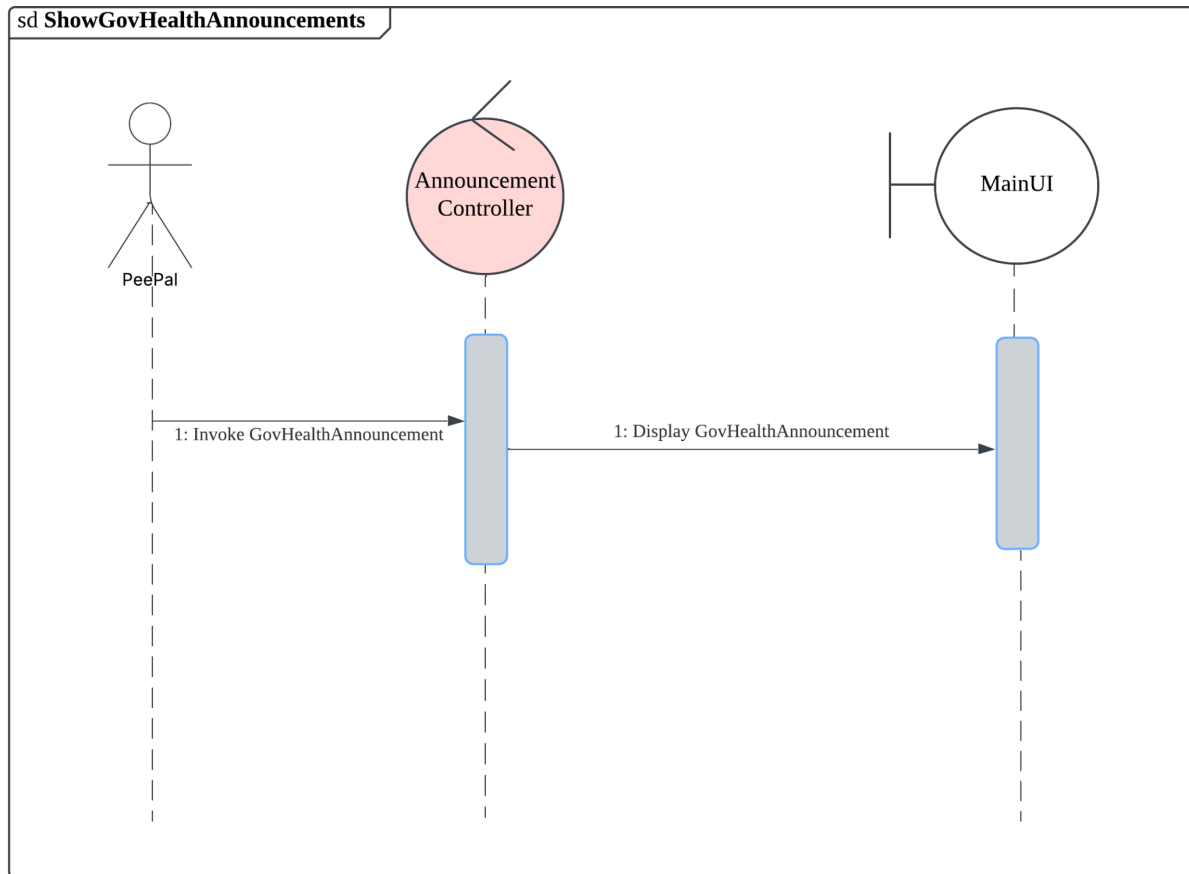 sd ShowGovHealthAnnouncements
Announcement
Controller
MainUI
PeePal
1: Invoke GovHealthAnnouncement
1: Display GovHealthAnnouncement